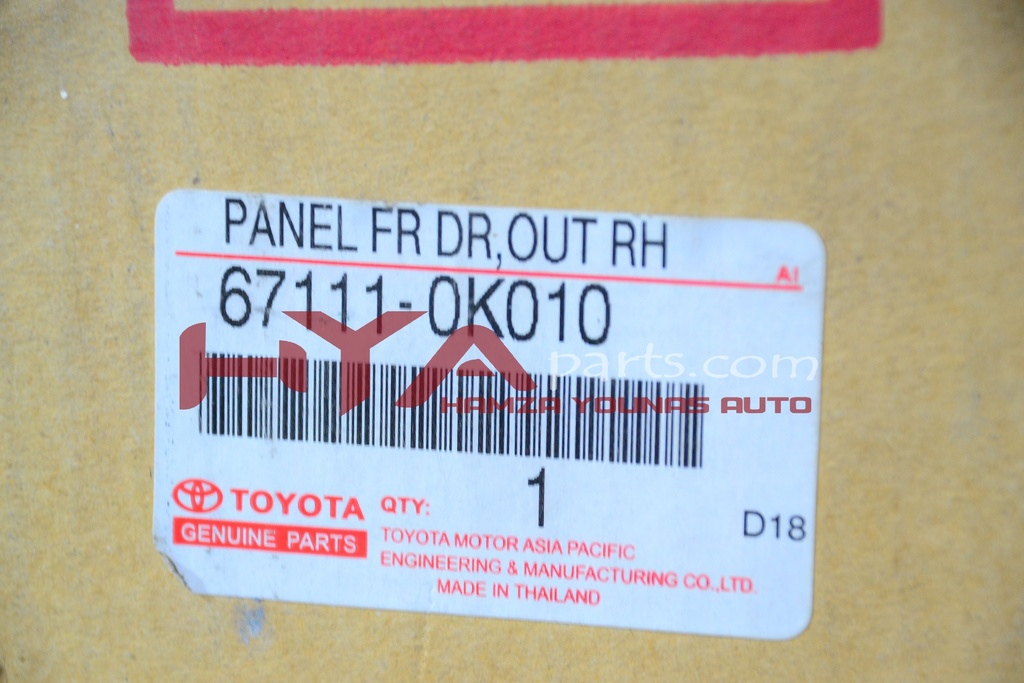 PANEL FR DR,OUT RH
AI
67111-0K010
HYA parts.com
HAMZA YOUNAS AUTO
1
TOYOTA QTY:
D18
GENUINE PARTS
TOYOTA MOTOR ASIA PACIFIC
ENGINEERING & MANUFACTURING CO.,LTD.
MADE IN THAILAND